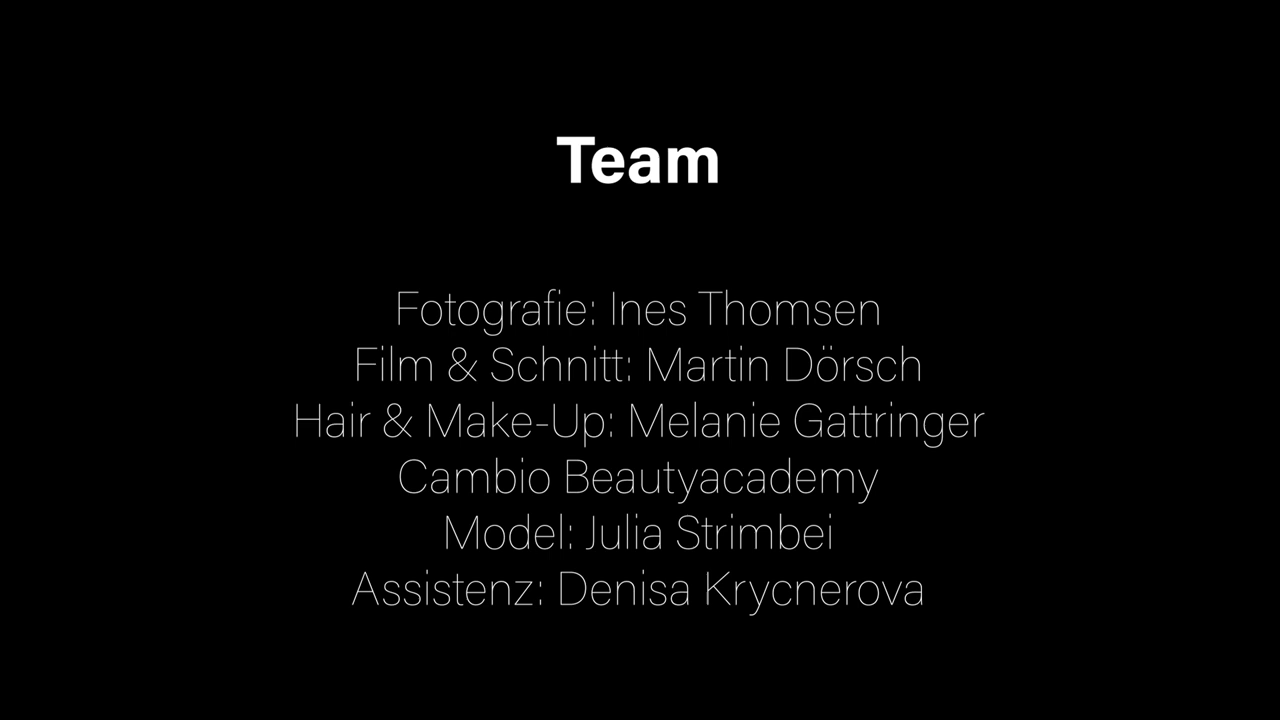 Team
Fotografie: Ines Thomsen
Film & Schnitt: Martin Dörsch
Hair & Make-Up: Melanie Gattringer
Cambio Beautyacademy
Model: Julia Strimbei
Assistenz: Denisa Krycnerova